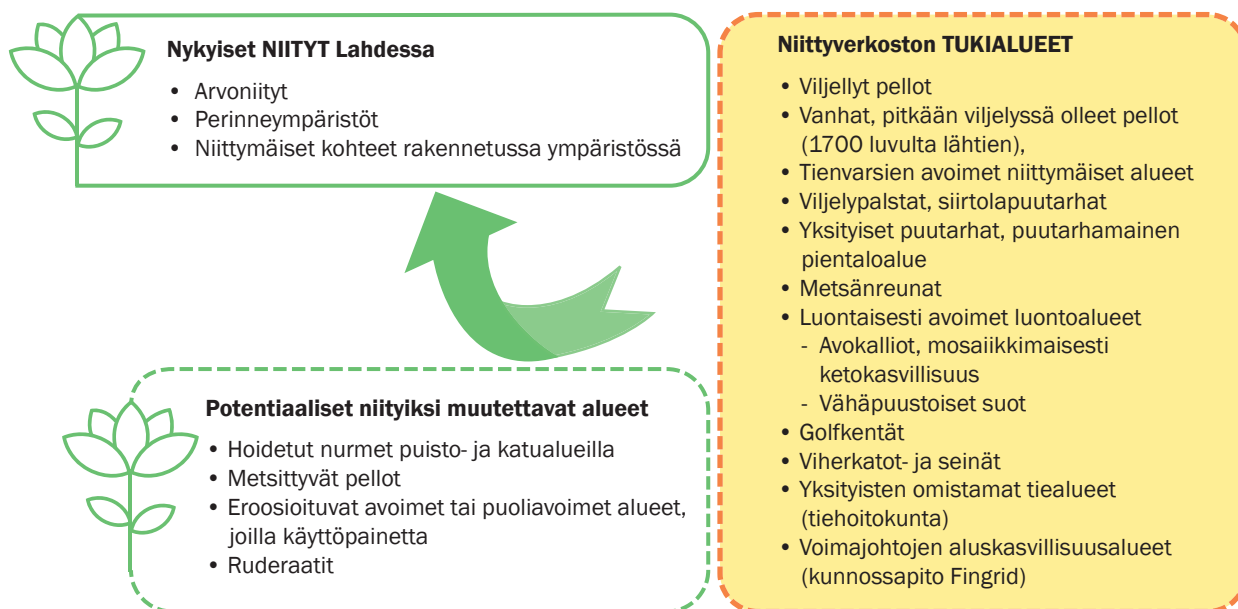 Nykyiset NIITYT Lahdessa
• Arvoniityt
• Perinneympäristöt
• Niittymäiset kohteet rakennetussa ympäristössä
Potentiaaliset niityiksi muutettavat alueet
• Hoidetut nurmet puisto- ja katualueilla
• Metsittyvät pellot
• Eroosioituvat avoimet tai puoliavoimet alueet,
joilla käyttöpainetta
• Ruderaatit
Niittyverkoston TUKIALUEET
• Viljellyt pellot
• Vanhat, pitkään viljelyssä olleet pellot
(1700 luvulta lähtien),
• Tienvarsien avoimet niittymäiset alueet
• Viljelypalstat, siirtolapuutarhat
• Yksityiset puutarhat, puutarhamainen
pientaloalue
• Metsänreunat
• Luontaisesti avoimet luontoalueet
- Avokalliot, mosaiikkimaisesti
ketokasvillisuus
- Vähäpuustoiset suot
• Golfkentät
• Viherkatot- ja seinät
• Yksityisten omistamat tiealueet
(tiehoitokunta)
• Voimajohtojen aluskasvillisuusalueet
(kunnossapito Fingrid)